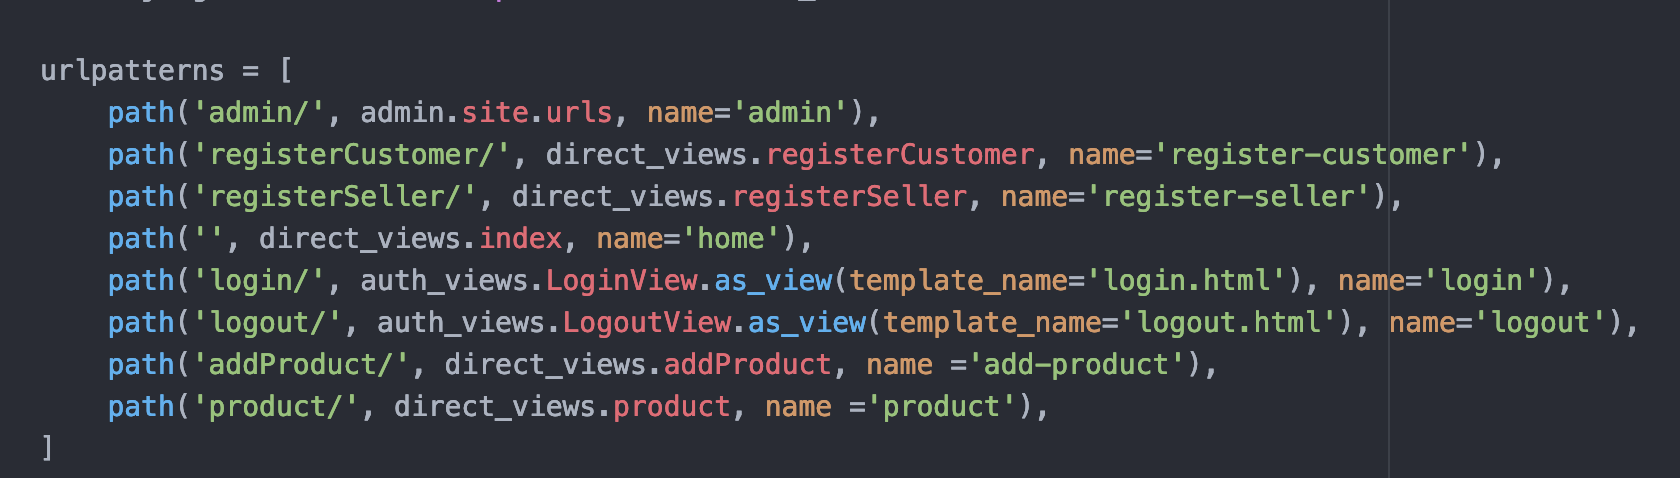 urlpatterns = [
    path('admin/', admin.site.urls, name='admin'),
    path('registerCustomer/', direct_views.registerCustomer, name='register-customer'),
    path('registerSeller/', direct_views.registerSeller, name='register-seller'),
    path('', direct_views.index, name='home'),
    path('login/', auth_views.LoginView.as_view(template_name='login.html'), name='login'),
    path('logout/', auth_views.LogoutView.as_view(template_name='logout.html'), name='logout'),
    path('addProduct/', direct_views.addProduct, name ='add-product'),
    path('product/', direct_views.product, name ='product'),
]